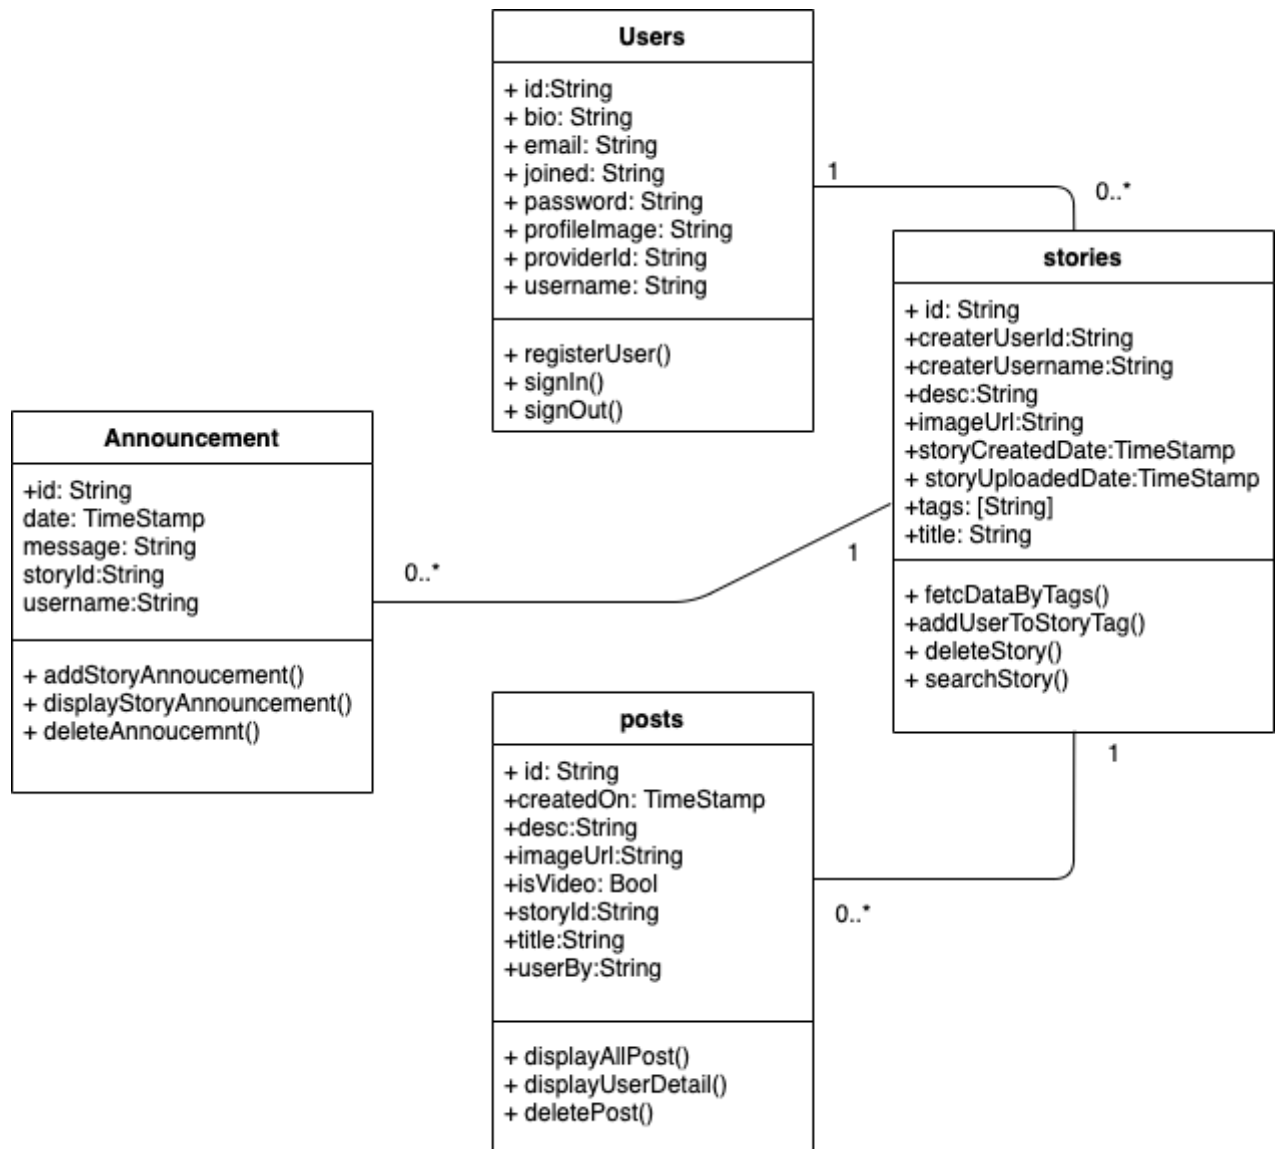 Users
+ id:String
+ bio: String
+ email: String
+ joined: String
+ password: String
+ profileImage: String
+ providerId: String
+ username: String
+ registerUser()
+ signIn()
+ signOut()
1
0..*
stories
+ id: String
+createrUserId:String
+createrUsername:String
+desc:String
+imageUrl:String
+storyCreatedDate:TimeStamp
+ storyUploadedDate:TimeStamp
+tags: [String]
+title: String
+ fetcDataByTags()
+addUserToStoryTag()
+ deleteStory()
+ searchStory()
Announcement
+id: String
date: TimeStamp
message: String
storyId:String
username:String
+ addStoryAnnoucement()
+ displayStoryAnnouncement()
+ deleteAnnoucemnt()
0..*
1
posts
+ id: String
+createdOn: TimeStamp
+desc:String
+imageUrl:String
+isVideo: Bool
+storyId:String
+title:String
+userBy:String
+ displayAllPost()
+ displayUserDetail()
+ deletePost()
1
0..*